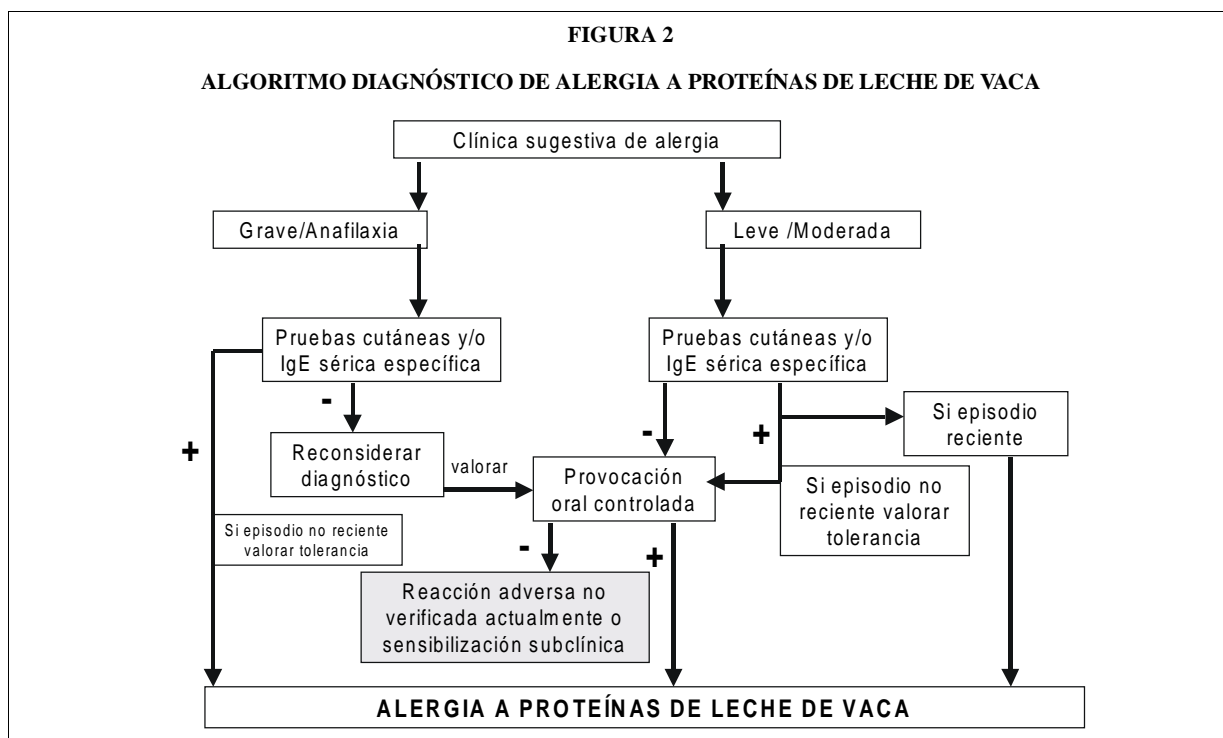 FIGURA 2
ALGORITMO DIAGNÓSTICO DE ALERGIA A PROTEÍNAS DE LECHE DE VACA
Clínica sugestiva de alergia
Grave/Anafilaxia
Leve /Moderada
Pruebas cutáneas y/o
IgE sérica específica
Pruebas cutáneas y/o
IgE sérica específica
-
+
-
+
Si episodio
reciente
Reconsiderar
diagnóstico
valorar
Provocación
oral controlada
Si episodio no
reciente valorar
tolerancia
Si episodio no reciente
valorar tolerancia
-
+
Reacción adversa no
verificada actualmente o
sensibilización subclínica
ALERGIA A PROTEÍNAS DE LECHE DE VACA